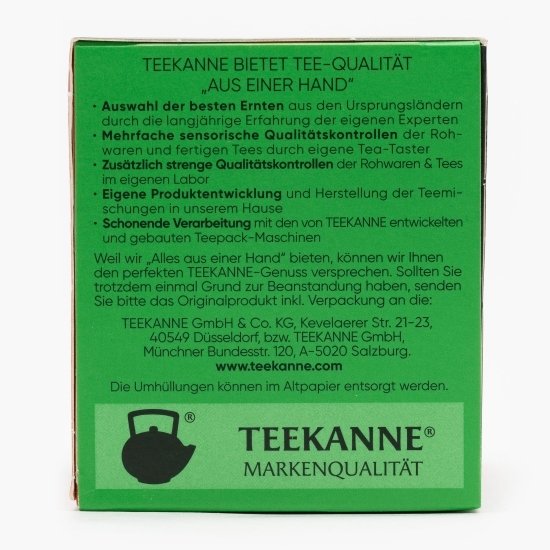 TEEKANNE BIETET TEE-QUALITÄT
„AUS EINER HAND“
· Auswahl der besten Ernten aus den Ursprungsländern
durch die langjährige Erfahrung der eigenen Experten
· Mehrfache sensorische Qualitätskontrollen der Roh-
waren und fertigen Tees durch eigene Tea-Taster
· Zusätzlich strenge Qualitätskontrollen der Rohwaren & Tees
im eigenen Labor
· Eigene Produktentwicklung und Herstellung der Teemi-
schungen in unserem Hause
· Schonende Verarbeitung mit den von TEEKANNE entwickelten
und gebauten Teepack-Maschinen
Weil wir „Alles aus einer Hand“ bieten, können wir Ihnen
den perfekten TEEKANNE-Genuss versprechen. Sollten Sie
trotzdem einmal Grund zur Beanstandung haben, senden
Sie bitte das Originalprodukt inkl. Verpackung an die:
TEEKANNE GmbH & Co. KG, Kevelaerer Str. 21-23,
40549 Düsseldorf, bzw. TEEKANNE GmbH,
Münchner Bundesstr. 120, A-5020 Salzburg.
www.teekanne.com
Die Umhüllungen können im Altpapier entsorgt werden.
®
TEEKANNE®
MARKENQUALITÄT